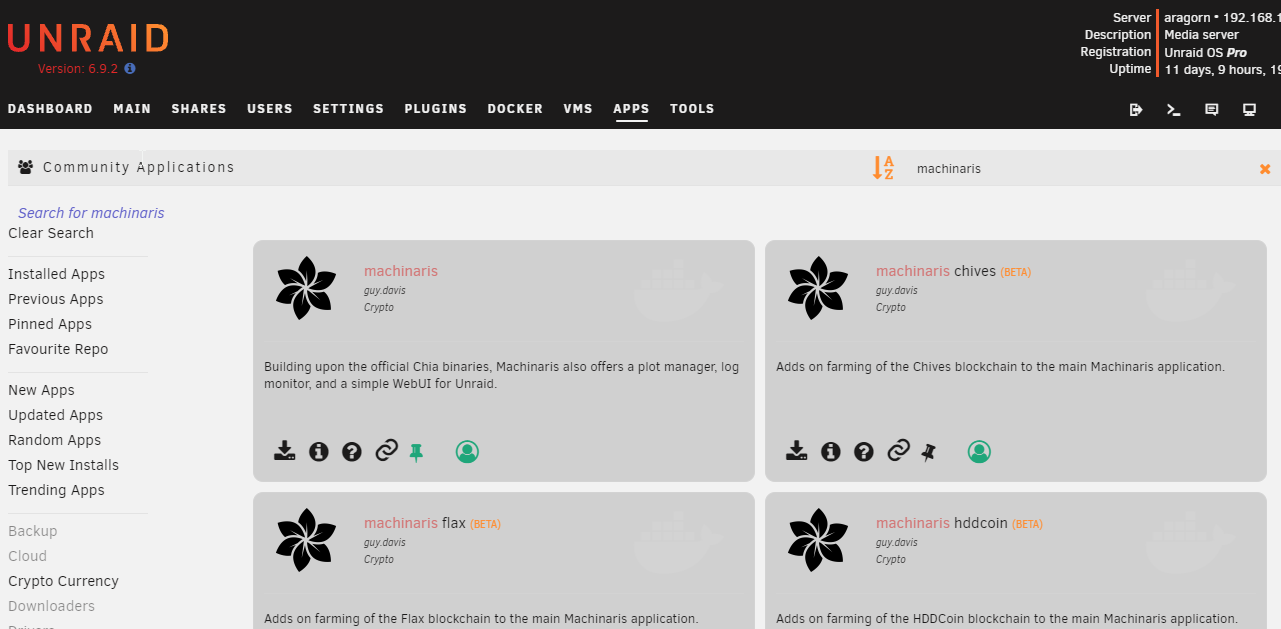 UNRAID
Version: 6.9.2
Server aragorn • 192.168.1
Description Media server
Registration Unraid OS Pro
Uptime 11 days, 9 hours, 19
DASHBOARD MAIN SHARES USERS SETTINGS PLUGINS DOCKER VMS APPS TOOLS
Community Applications
A
Z
machinaris
Search for machinaris
Clear Search
Installed Apps
Previous Apps
Pinned Apps
Favourite Repo
New Apps
Updated Apps
Random Apps
Top New Installs
Trending Apps
Backup
Cloud
Crypto Currency
Downloaders
Drivers
machinaris
guy.davis
Crypto
Building upon the official Chia binaries, Machinaris also offers a plot manager, log
monitor, and a simple WebUI for Unraid.
machinaris chives (BETA)
guy.davis
Crypto
Adds on farming of the Chives blockchain to the main Machinaris application.
machinaris flax (BETA)
guy.davis
Crypto
Adds on farming of the Flax blockchain to the main Machinaris application.
machinaris hddcoin (BETA)
guy.davis
Crypto
Adds on farming of the HDDCoin blockchain to the main Machinaris application.